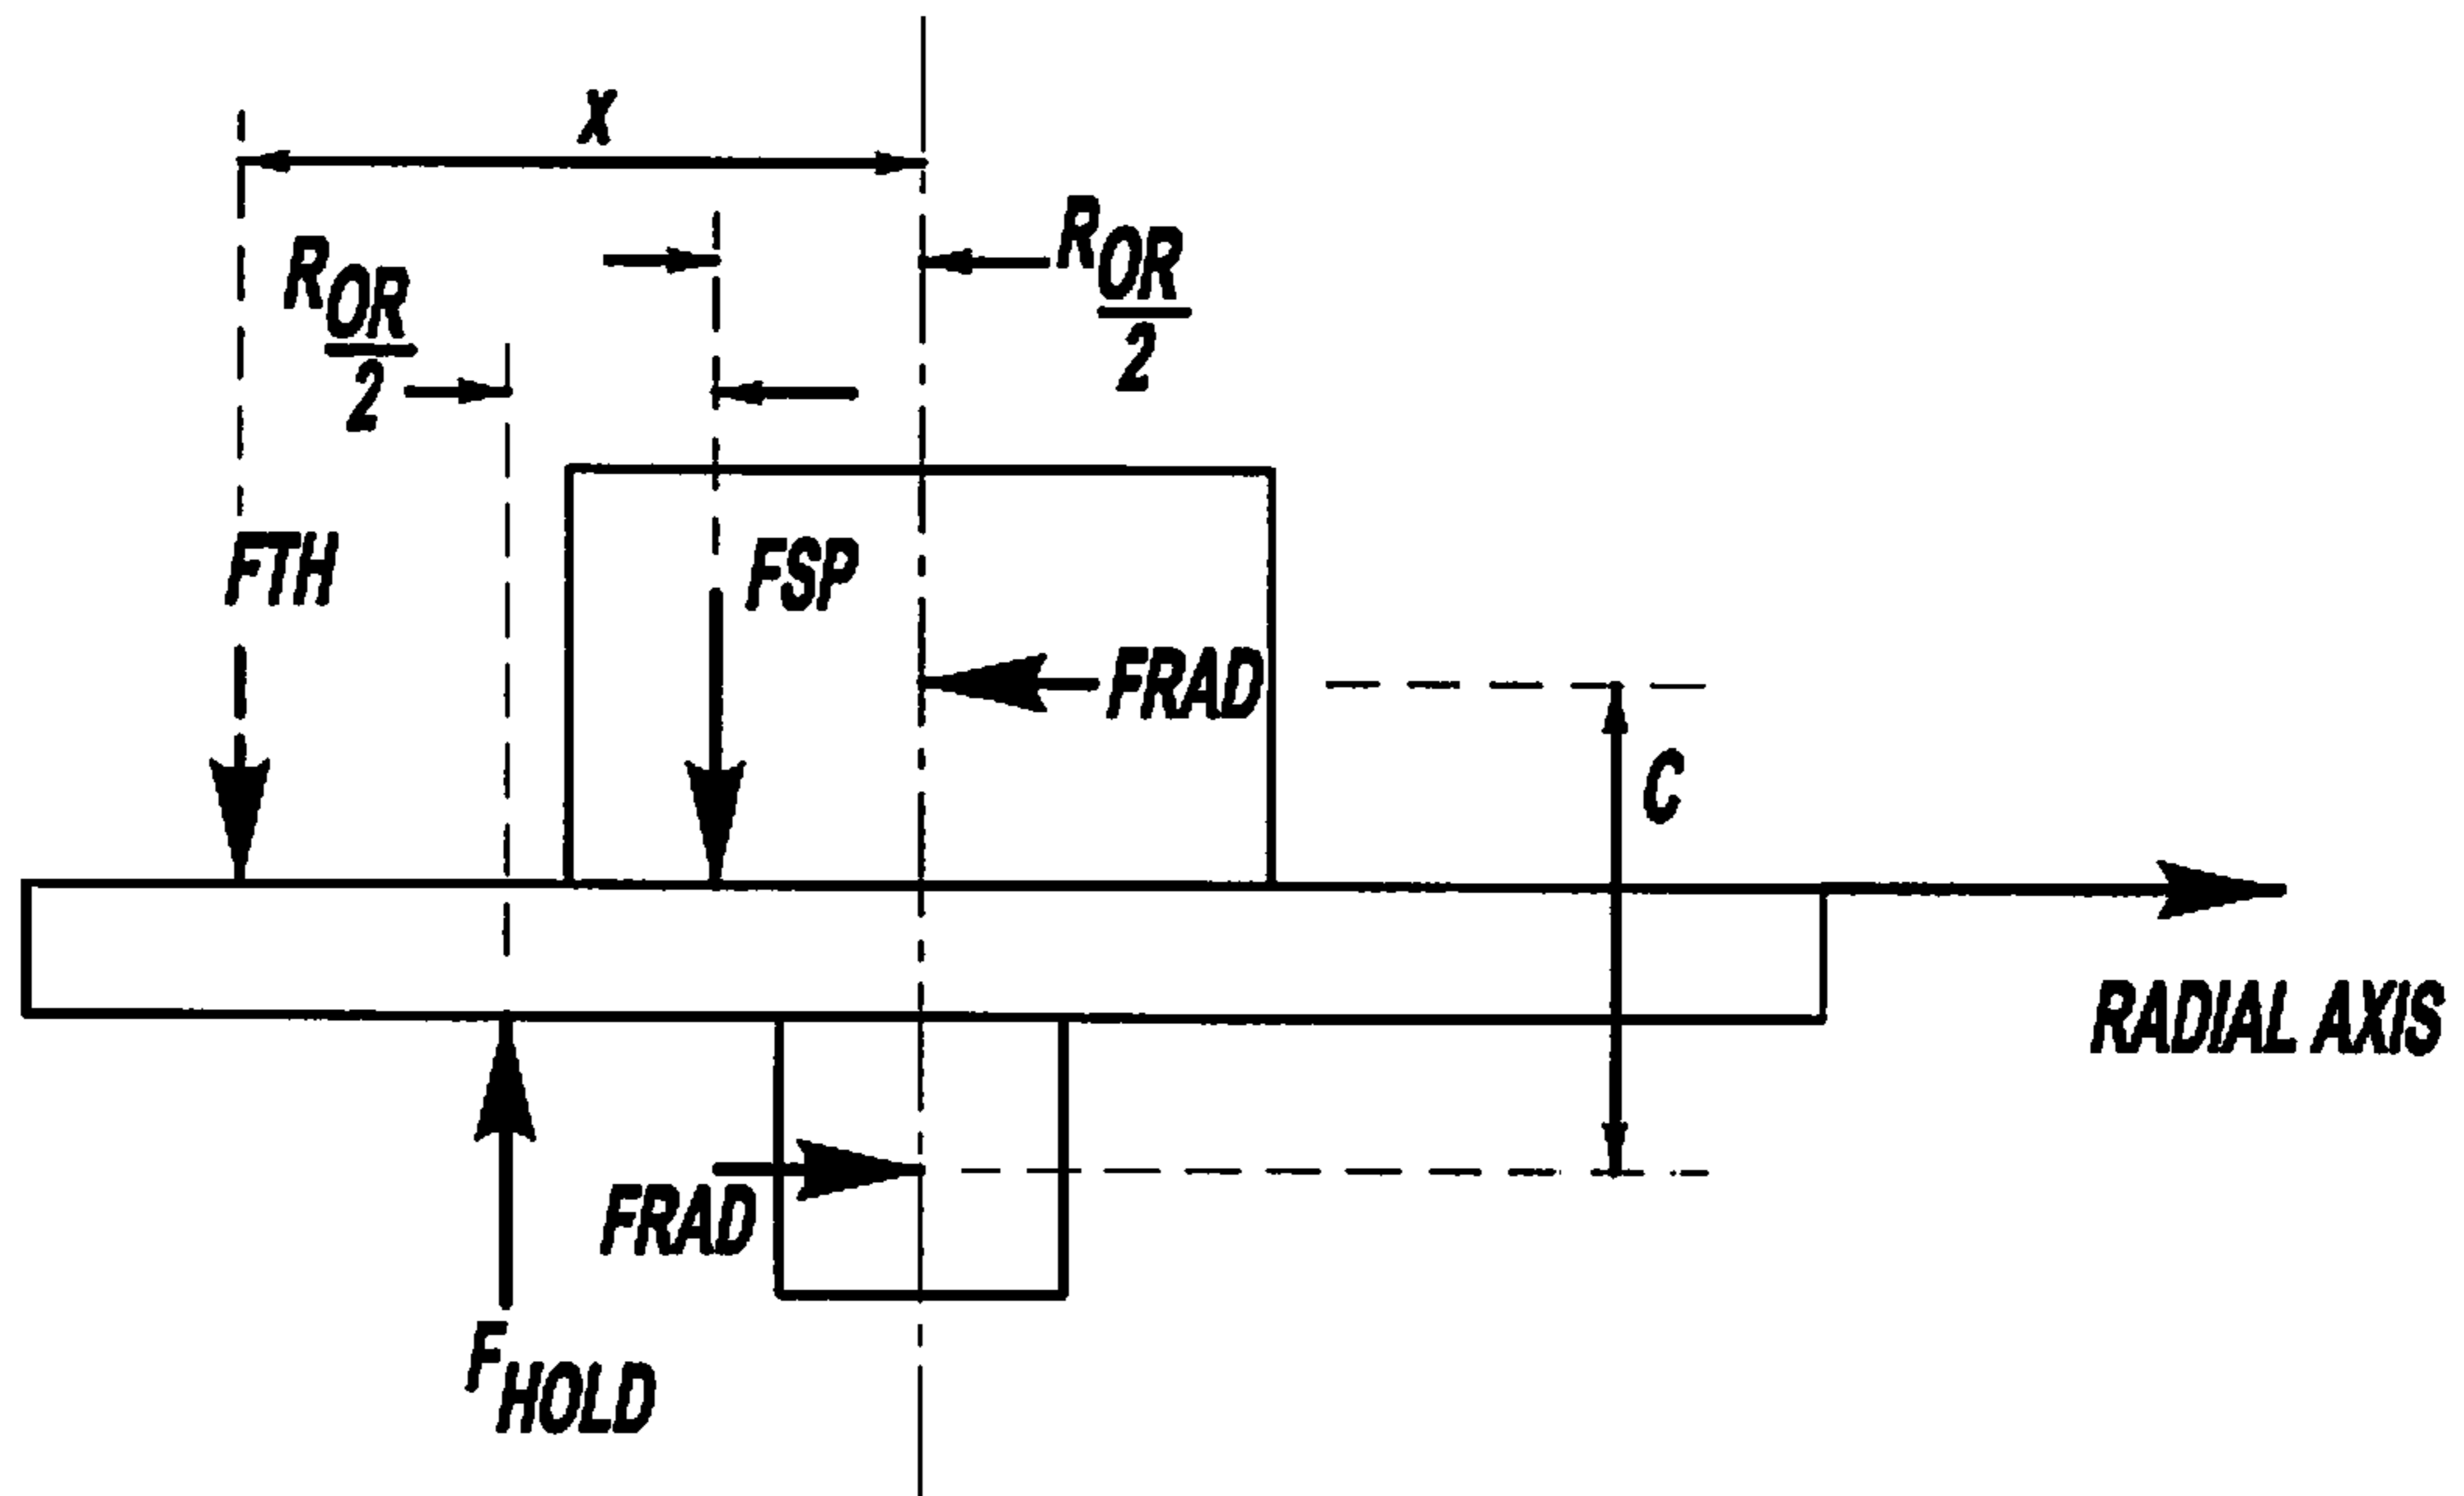 X
R OR
2
R OR
2
FTH
FSP
FRAD
C
RADIAL AXIS
FRAD
F HOLD